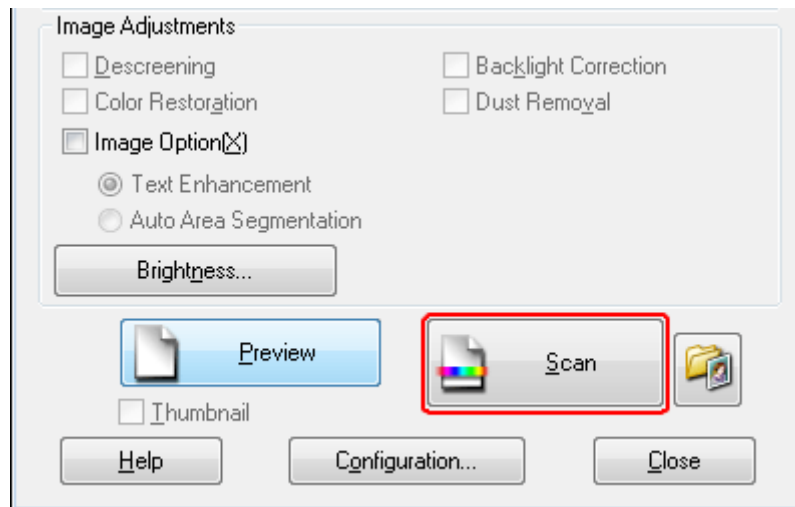 Image Adjustments
Descreening Backlight Correction
Color Restoration Dust Removal
Image Option(X)
Text Enhancement
Auto Area Segmentation
Brightness...
Preview Scan
Thumbnail
Help Configuration... Close